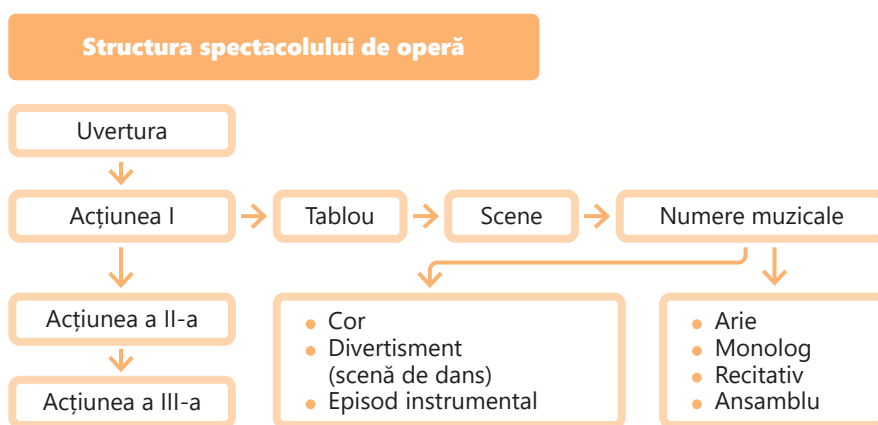 Structura spectacolului de operă
Uvertura
Acțiunea I
Tablou
Scene
Numere muzicale
Acțiunea a II-a
Acțiunea a III-a
Cor
Divertisment
(scenă de dans)
Episod instrumental
Arie
Monolog
Recitativ
Ansamblu